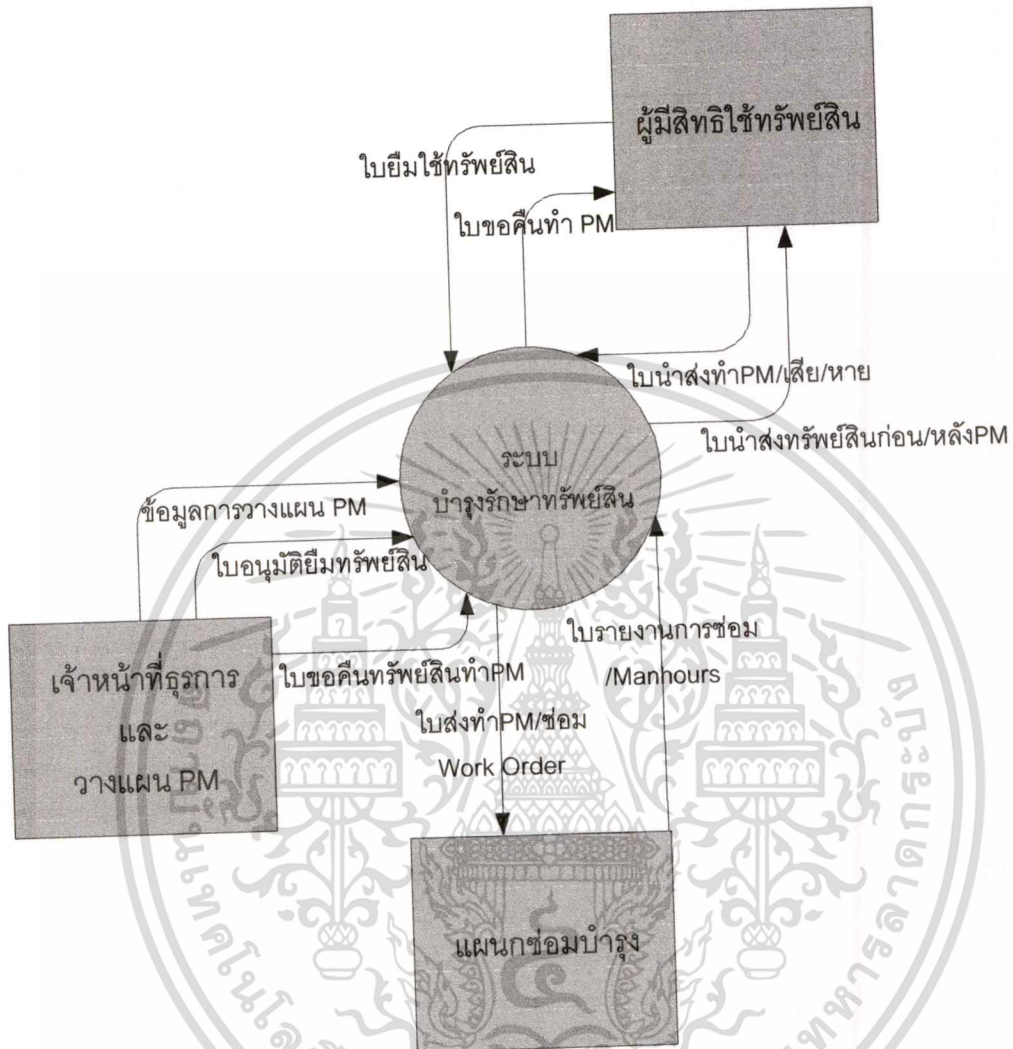 ผู้มีสิทธิใช้ทรัพย์สิน
ใบยืมใช้ทรัพย์สิน
ใบขอคืนทำ PM
ใบนำส่งทำPM/เสีย/หาย
ใบนำส่งทรัพย์สินก่อน/หลังPM
ระบบ
บำรุงรักษาทรัพย์สิน
ข้อมูลการวางแผน PM
ใบอนุมัติยืมทรัพย์สิน
เจ้าหน้าที่ธุรการ
และ
วางแผน PM
ใบขอคืนทรัพย์สินทำPM
ใบรายงานการซ่อม
/Manhours
ใบส่งทำPM/ซ่อม
Work Order
แผนกซ่อมบำรุง